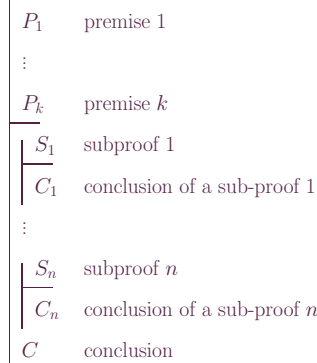 P₁ premise 1
⋮
Pₖ premise k
S₁ subproof 1
C₁ conclusion of a sub-proof 1
⋮
Sₙ subproof n
Cₙ conclusion of a sub-proof n
C conclusion